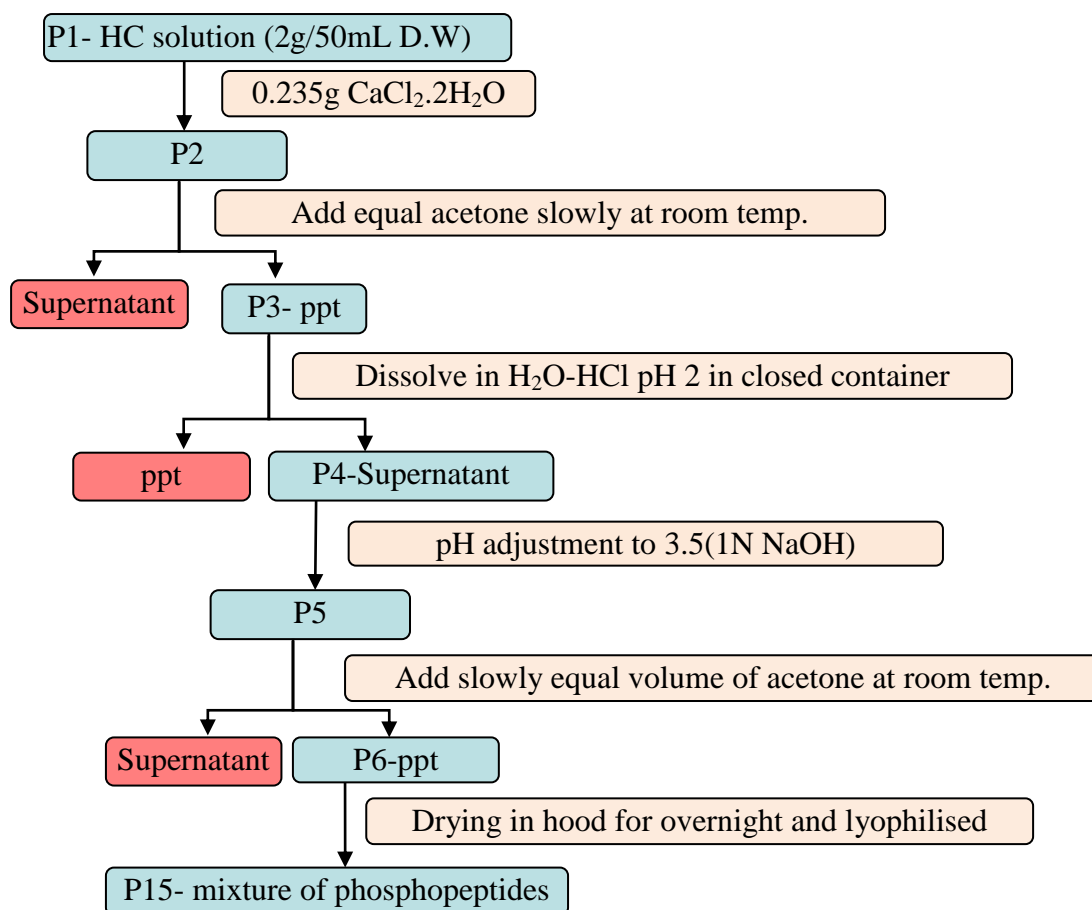 P1- HC solution (2g/50mL D.W)
0.235g CaCl₂.2H₂O
P2
Add equal acetone slowly at room temp.
Supernatant
P3- ppt
Dissolve in H₂O-HCl pH 2 in closed container
ppt
P4-Supernatant
pH adjustment to 3.5(1N NaOH)
P5
Add slowly equal volume of acetone at room temp.
Supernatant
P6-ppt
Drying in hood for overnight and lyophilised
P15- mixture of phosphopeptides